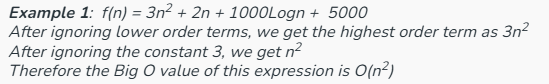 Example 1: f(n) = 3n² + 2n + 1000Logn + 5000
After ignoring lower order terms, we get the highest order term as 3n²
After ignoring the constant 3, we get n²
Therefore the Big O value of this expression is O(n²)